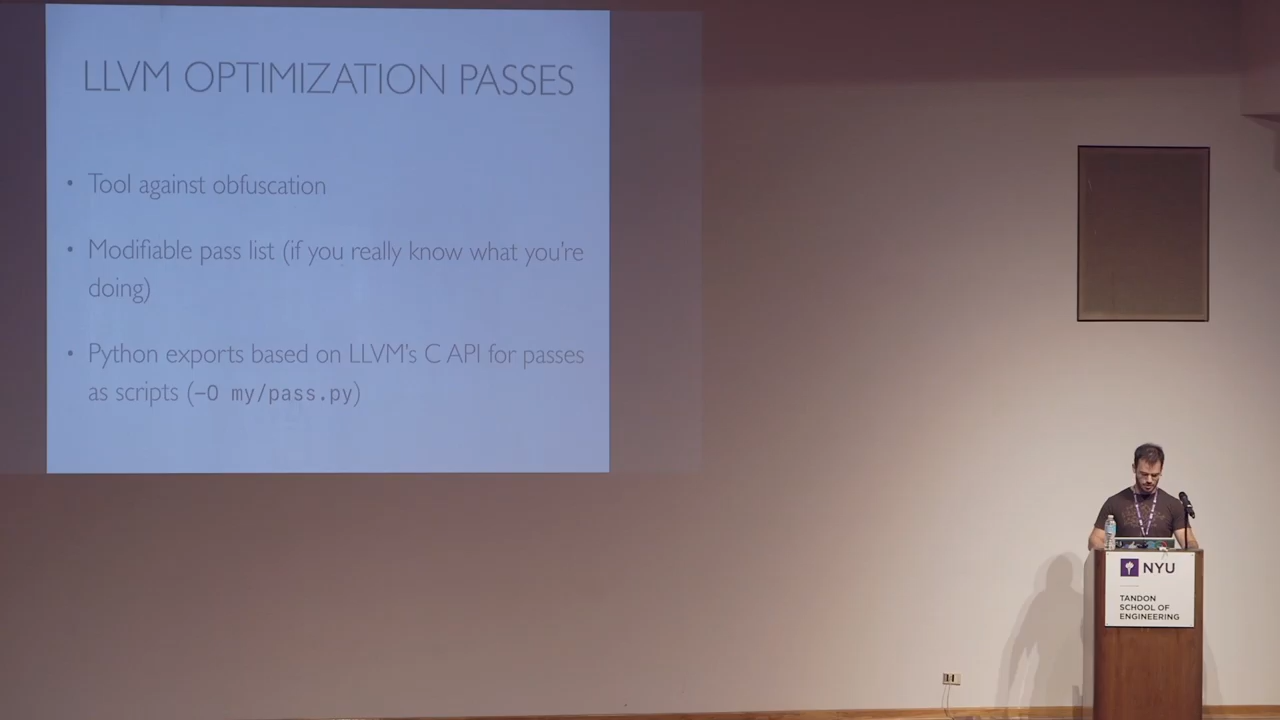 LLVM OPTIMIZATION PASSES
• Tool against obfuscation
• Modifiable pass list (if you really know what you're
doing)
• Python exports based on LLVM's C API for passes
as scripts (-O my/pass.py)
NYU
TANDON
SCHOOL OF
ENGINEERING